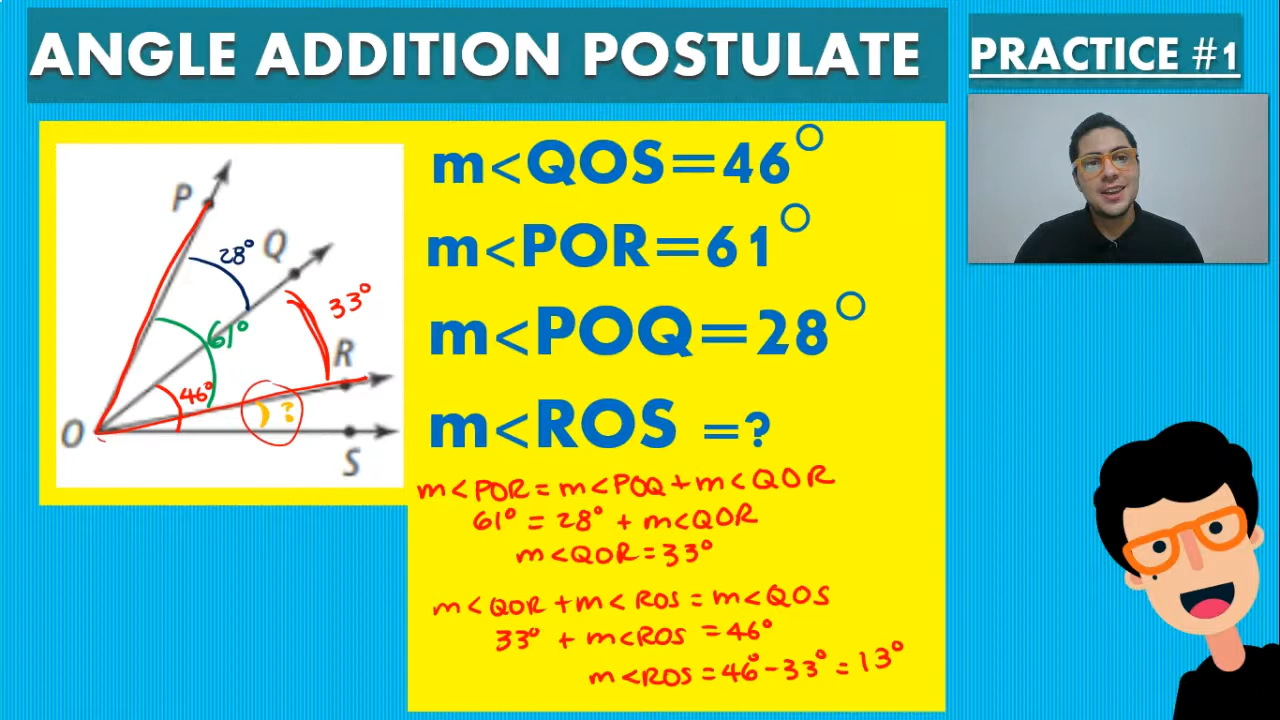 ANGLE ADDITION POSTULATE
PRACTICE #1
m<QOS=46°
m<POR=61°
m<POQ=28°
m<ROS =?
P
28°
Q
33°
61°
R
46°
?
O
S
m<POR = m<POQ + m<QOR
61° = 28° + m<QOR
m<QOR = 33°
m<QOR + m<ROS = m<QOS
33° + m<ROS = 46°
m<ROS = 46° - 33° = 13°